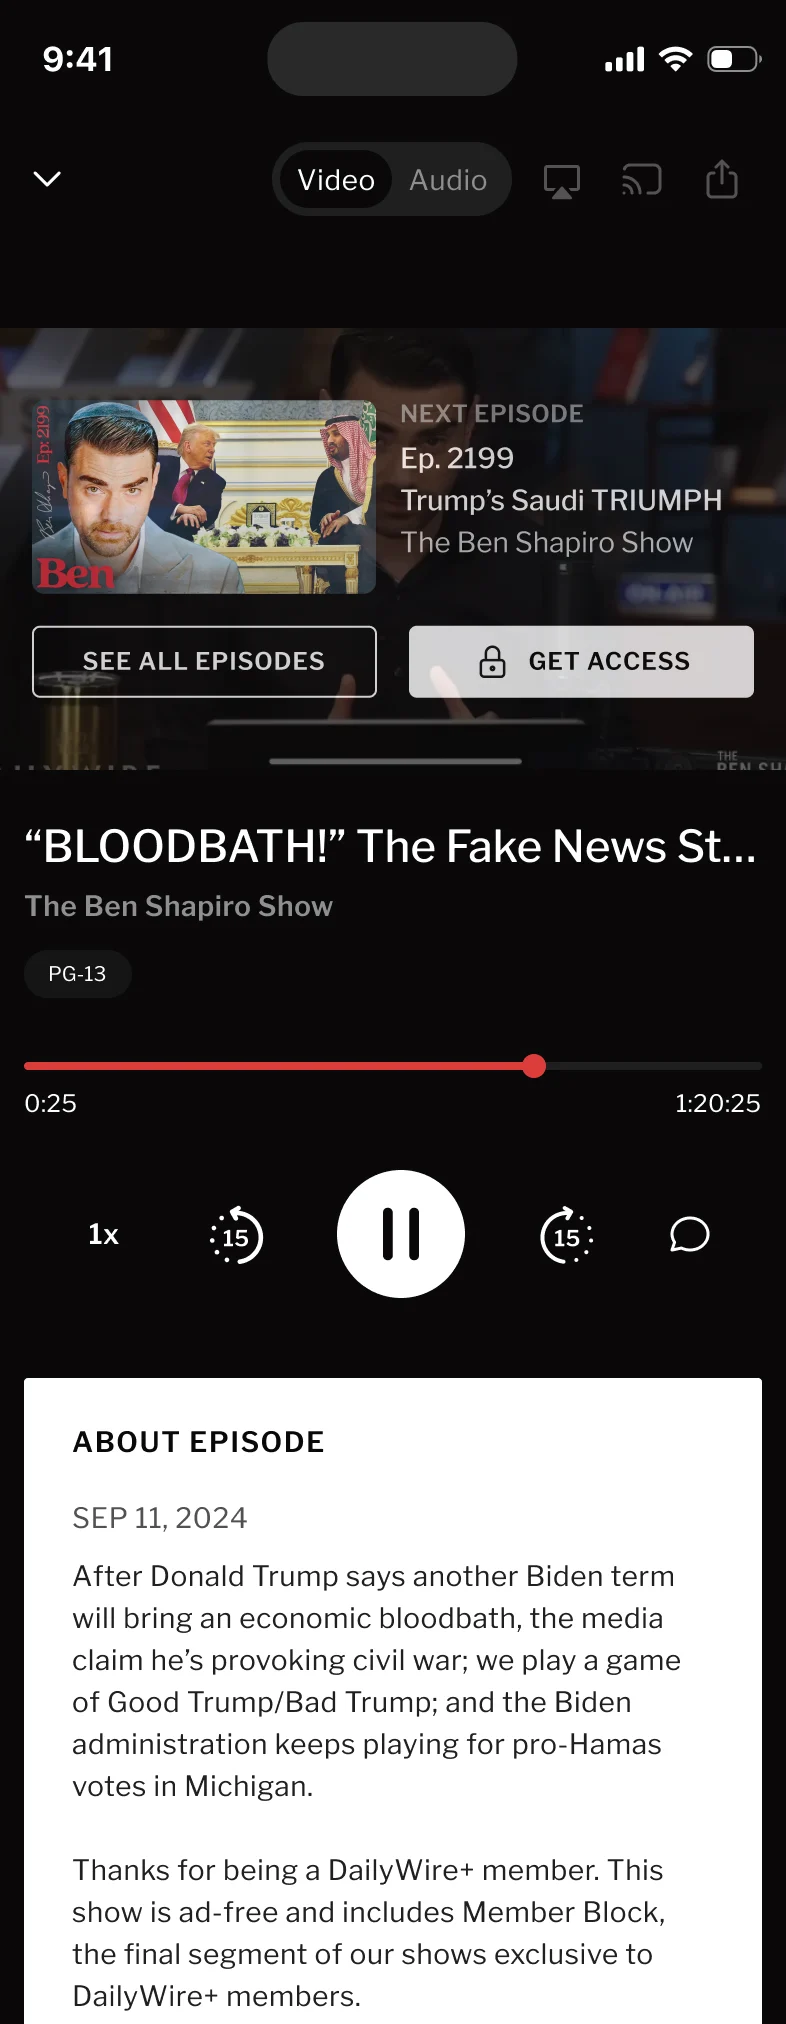 9:41
Video
Audio
Ep: 2199
Ben
NEXT EPISODE
Ep. 2199
Trump’s Saudi TRIUMPH
The Ben Shapiro Show
SEE ALL EPISODES
GET ACCESS
THE
“BLOODBATH!” The Fake News St...
The Ben Shapiro Show
PG-13
0:25
1:20:25
1x
15
15
ABOUT EPISODE
SEP 11, 2024
After Donald Trump says another Biden term
will bring an economic bloodbath, the media
claim he’s provoking civil war; we play a game
of Good Trump/Bad Trump; and the Biden
administration keeps playing for pro-Hamas
votes in Michigan.
Thanks for being a DailyWire+ member. This
show is ad-free and includes Member Block,
the final segment of our shows exclusive to
DailyWire+ members.